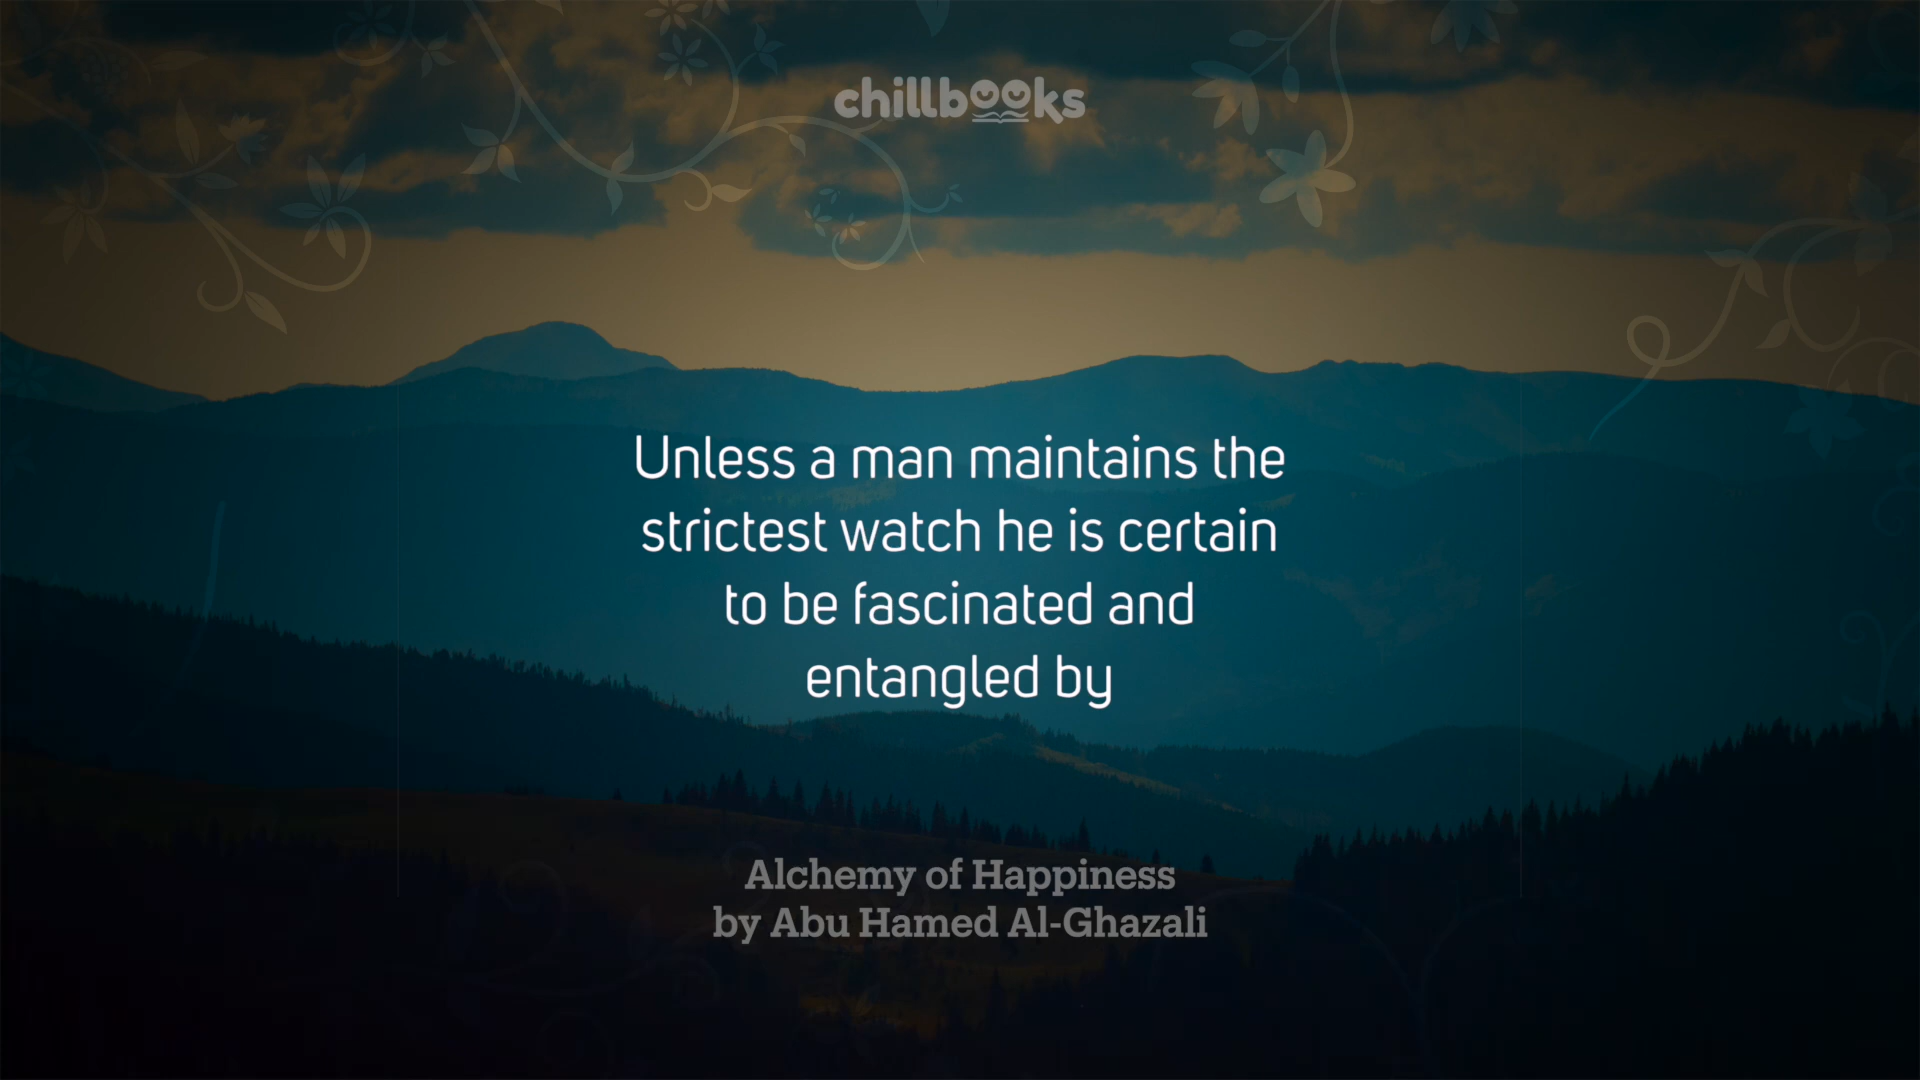 chillbooks
Unless a man maintains the
strictest watch he is certain
to be fascinated and
entangled by
Alchemy of Happiness
by Abu Hamed Al-Ghazali